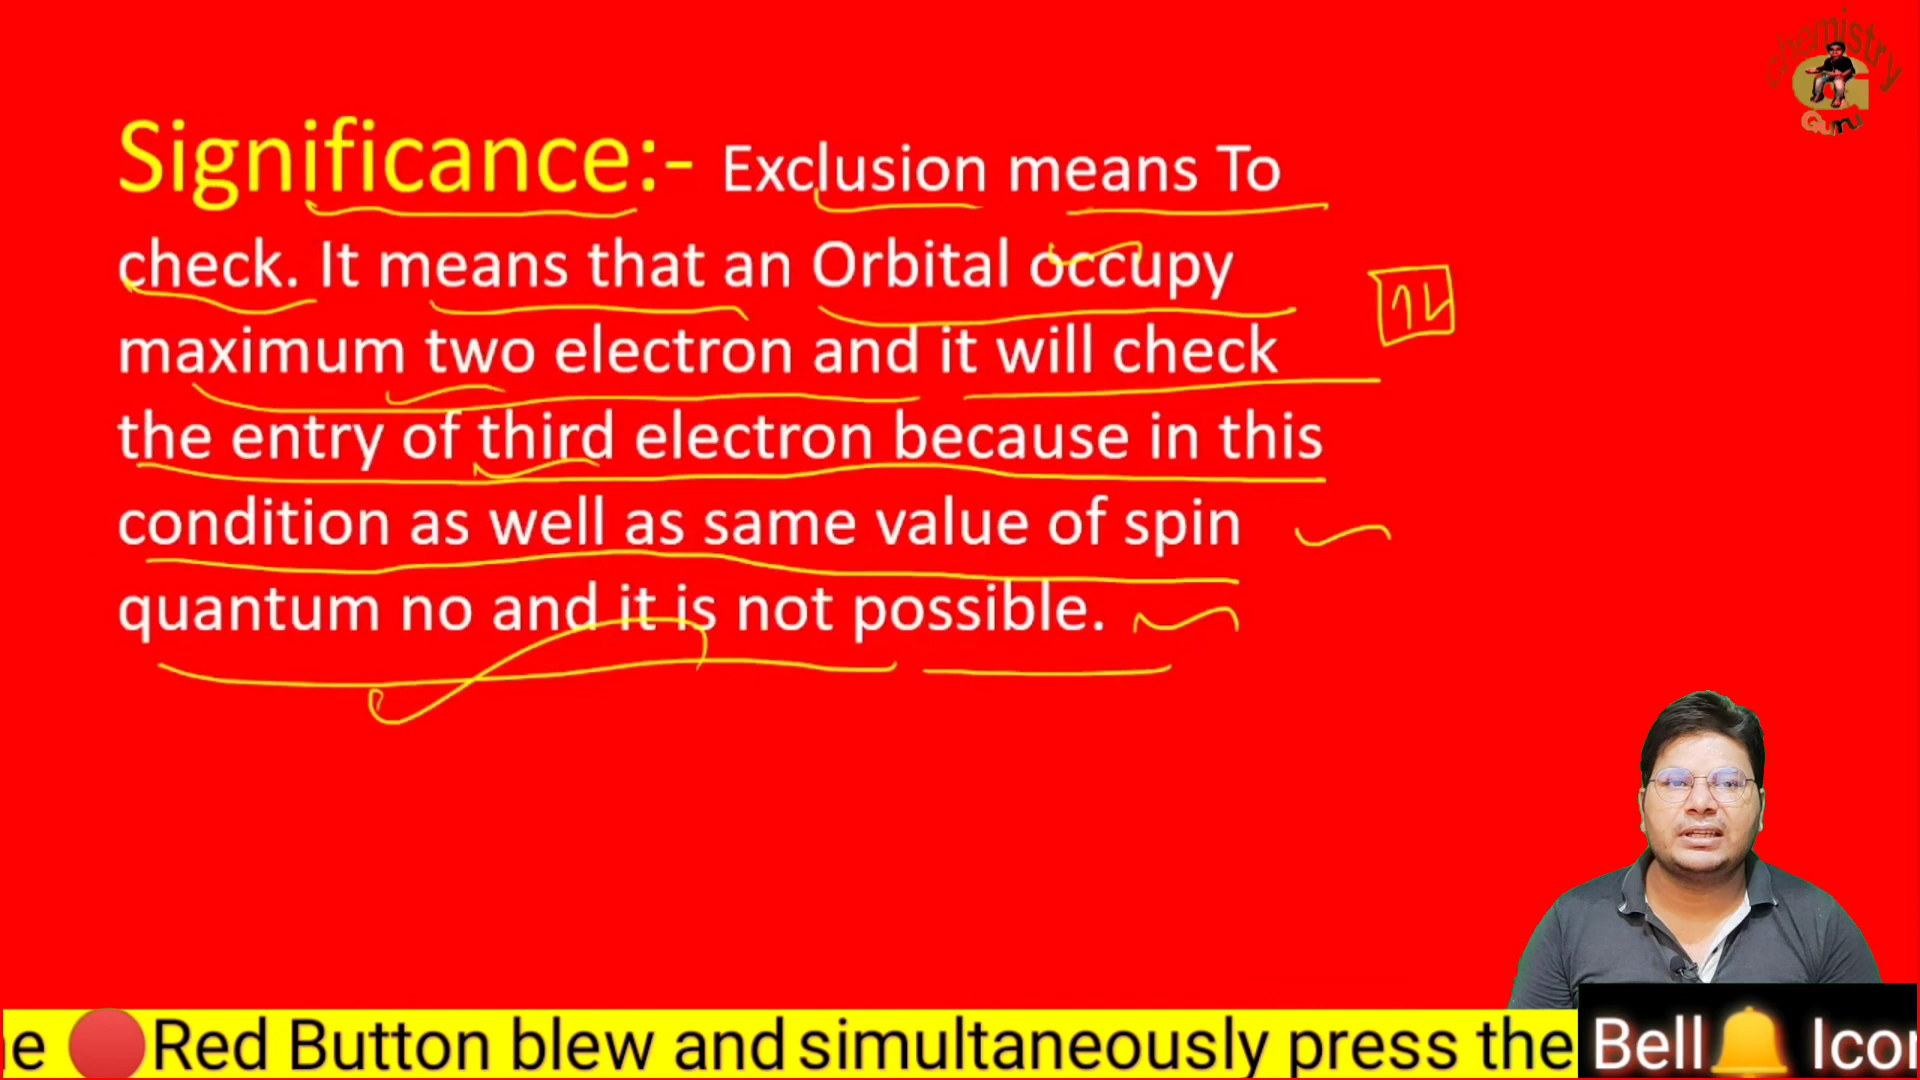 chemistry
G
Guru
Significance:- Exclusion means To
check. It means that an Orbital occupy
maximum two electron and it will check
the entry of third electron because in this
condition as well as same value of spin
quantum no and it is not possible.
e 🔴Red Button blew and simultaneously press the Bell🔔 Icon